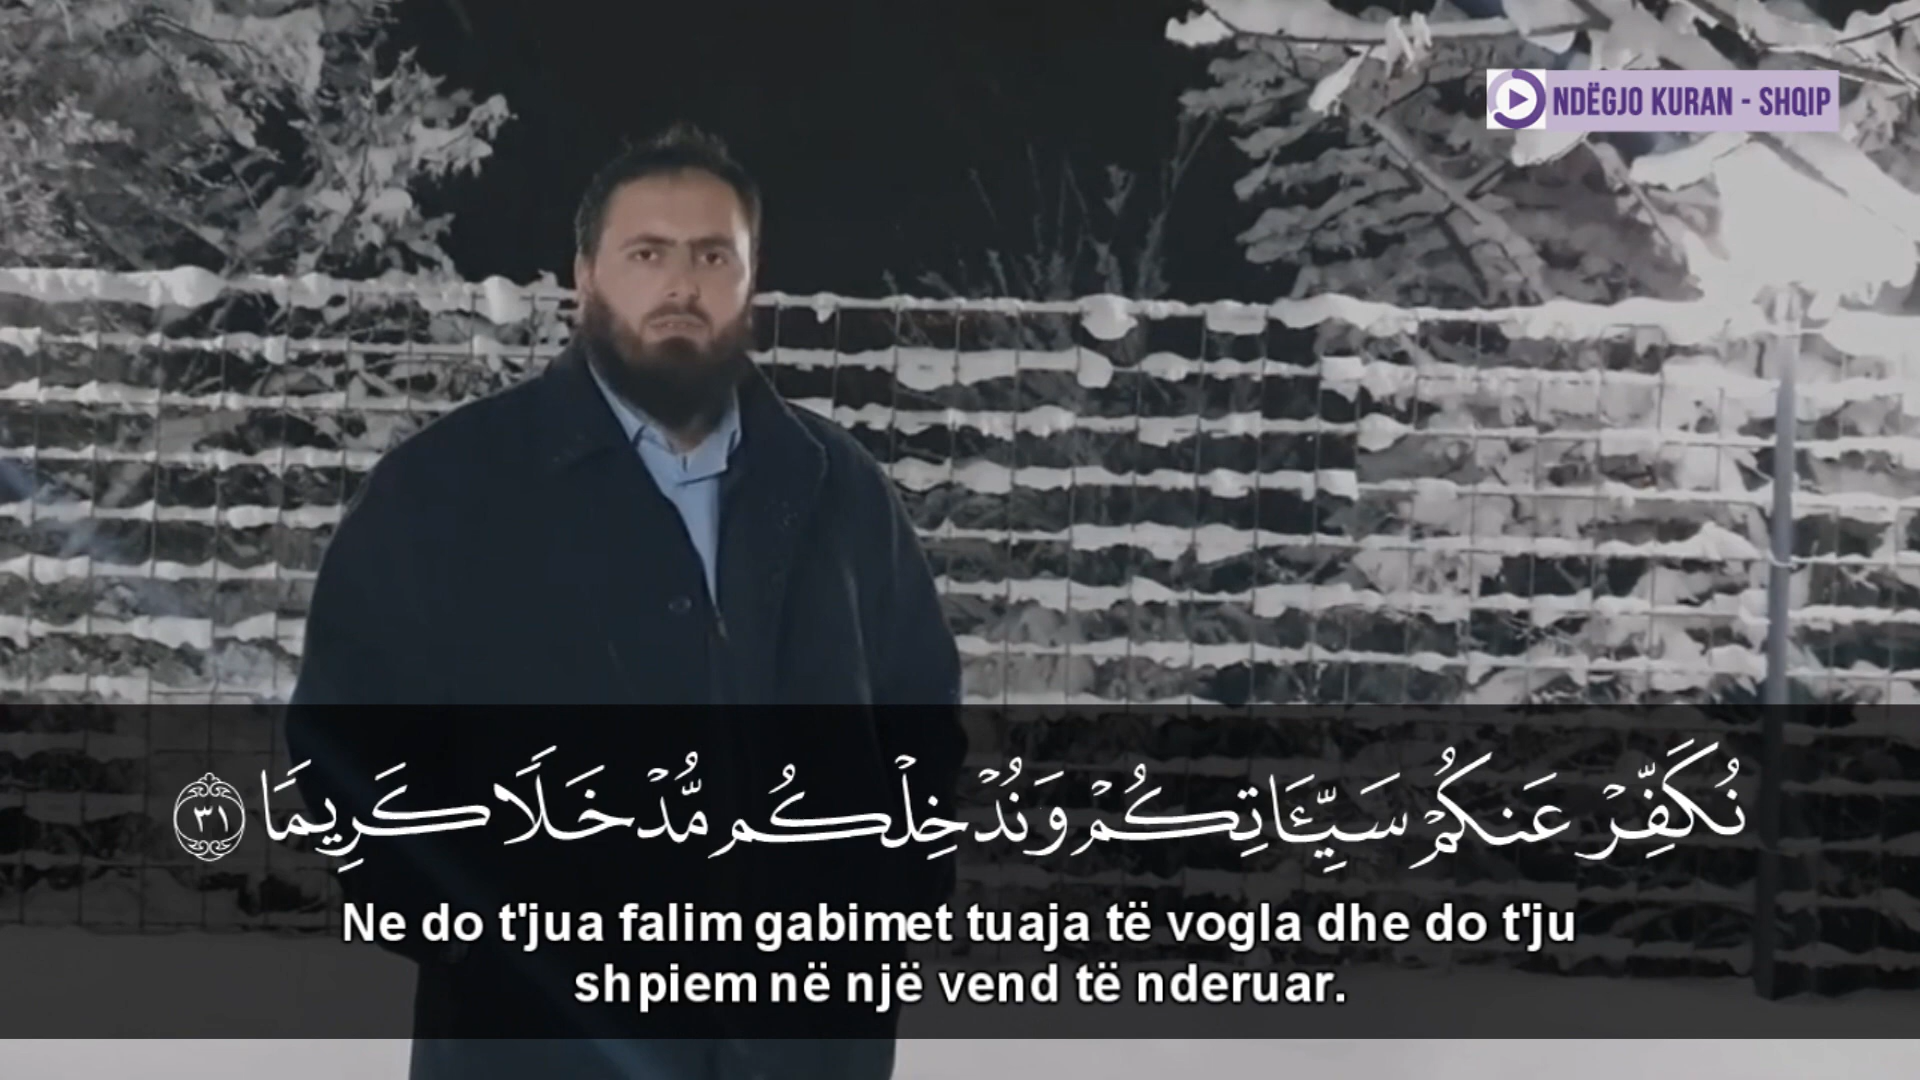 NDËGJO KURAN - SHQIP
نُكَفِّرۡ عَنكُمۡ سَيِّـَٔاتِكُمۡ وَنُدۡخِلۡكُم مُّدۡخَلٗا كَرِيمٗا ٣١
Ne do t'jua falim gabimet tuaja të vogla dhe do t'ju
shpiem në një vend të nderuar.